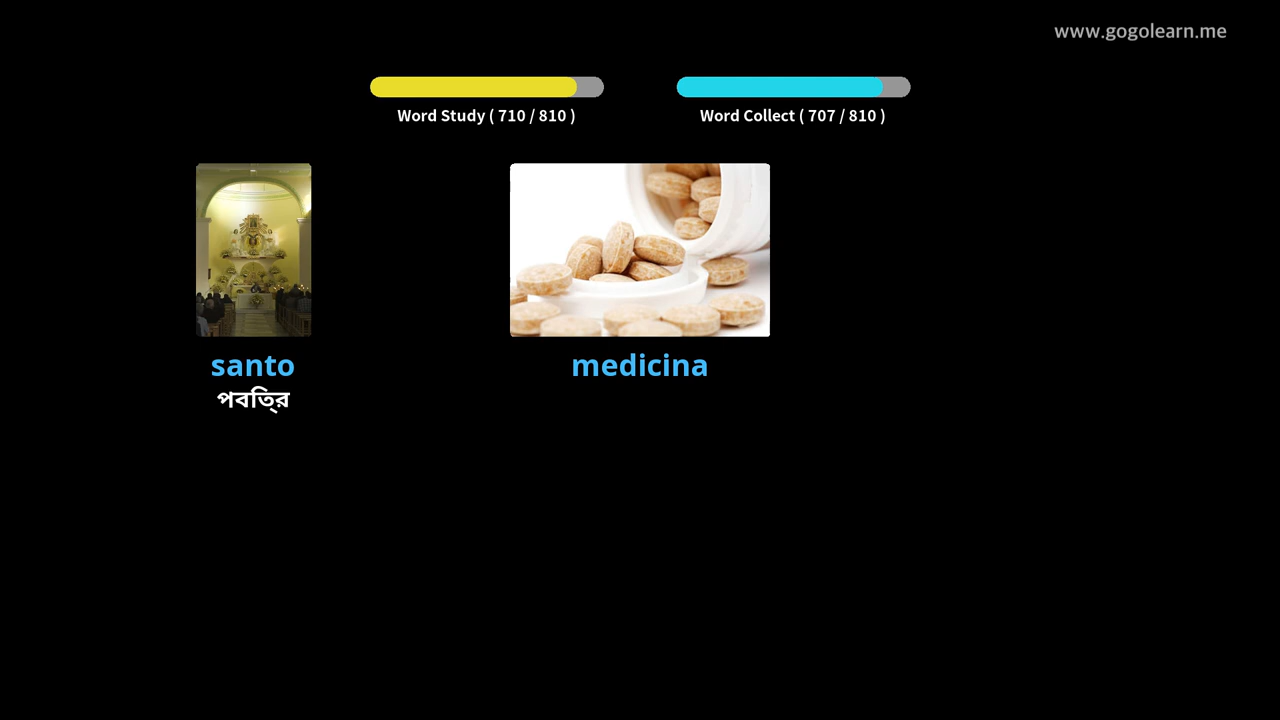 www.gogolearn.me
Word Study ( 710 / 810 )
Word Collect ( 707 / 810 )
santo
পবিত্র
medicina